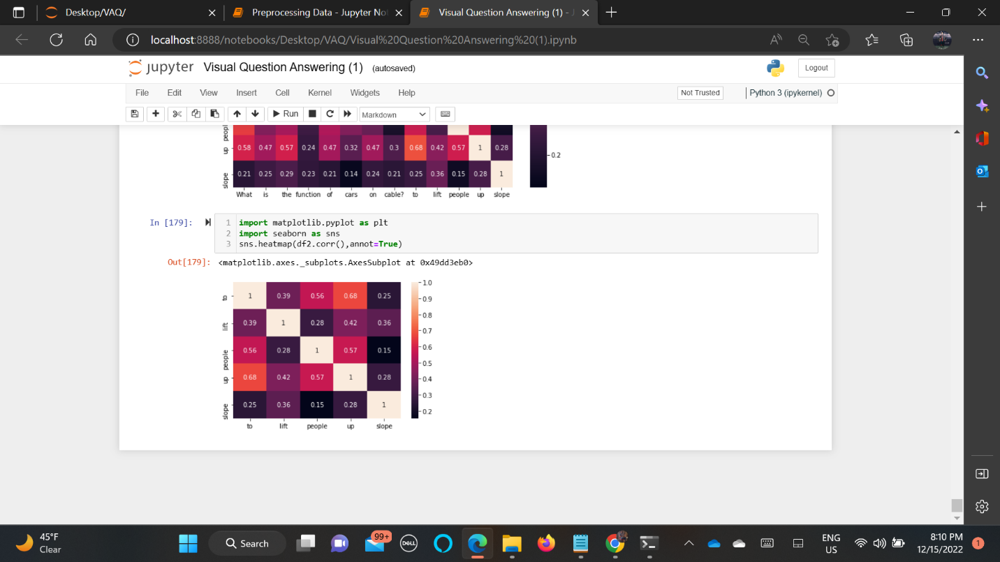 Desktop/VAQ/
Preprocessing Data - Jupyter No
Visual Question Answering (1) - J
localhost:8888/notebooks/Desktop/VAQ/Visual%20Question%20Answering%20(1).ipynb
jupyter Visual Question Answering (1) (autosaved)
Logout
File Edit View Insert Cell Kernel Widgets Help
Not Trusted
Python 3 (ipykernel)
Run
Markdown
peopl
up 0.58 0.47 0.57 0.24 0.47 0.32 0.47 0.3 0.68 0.42 0.57 1 0.28
0.2
slope 0.21 0.25 0.29 0.23 0.21 0.14 0.24 0.21 0.25 0.36 0.15 0.28 1
What is the function of cars on cable? to lift people up slope
In [179]:
1 import matplotlib.pyplot as plt
2 import seaborn as sns
3 sns.heatmap(df2.corr(),annot=True)
Out[179]: <matplotlib.axes._subplots.AxesSubplot at 0x49dd3eb0>
to 1 0.39 0.56 0.68 0.25
lift 0.39 1 0.28 0.42 0.36
people 0.56 0.28 1 0.57 0.15
up 0.68 0.42 0.57 1 0.28
slope 0.25 0.36 0.15 0.28 1
to lift people up slope
1.0
0.9
0.8
0.7
0.6
0.5
0.4
0.3
0.2
45°F
Clear
Search
99+
DELL
ENG
US
8:10 PM
12/15/2022
1